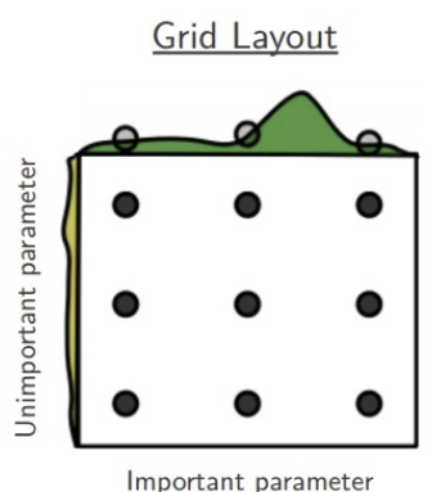 Grid Layout
Unimportant parameter
Important parameter